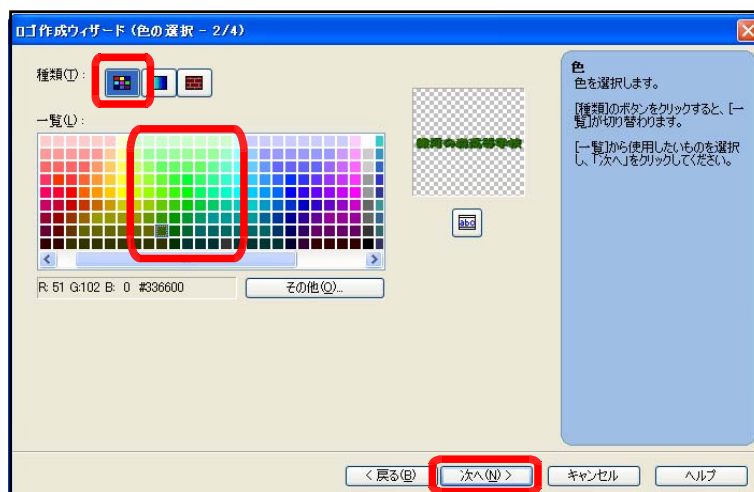 ロゴ作成ウィザード (色の選択 - 2/4)
種類(T):
一覧(L):
R: 51 G:102 B: 0 #336600
その他(O)...
abc
色
色を選択します。
[種類]のボタンをクリックすると、[一
覧]が切り替わります。
[一覧]から使用したいものを選択
し、「次へ」をクリックしてください。
< 戻る(B)
次へ(N) >
キャンセル
ヘルプ